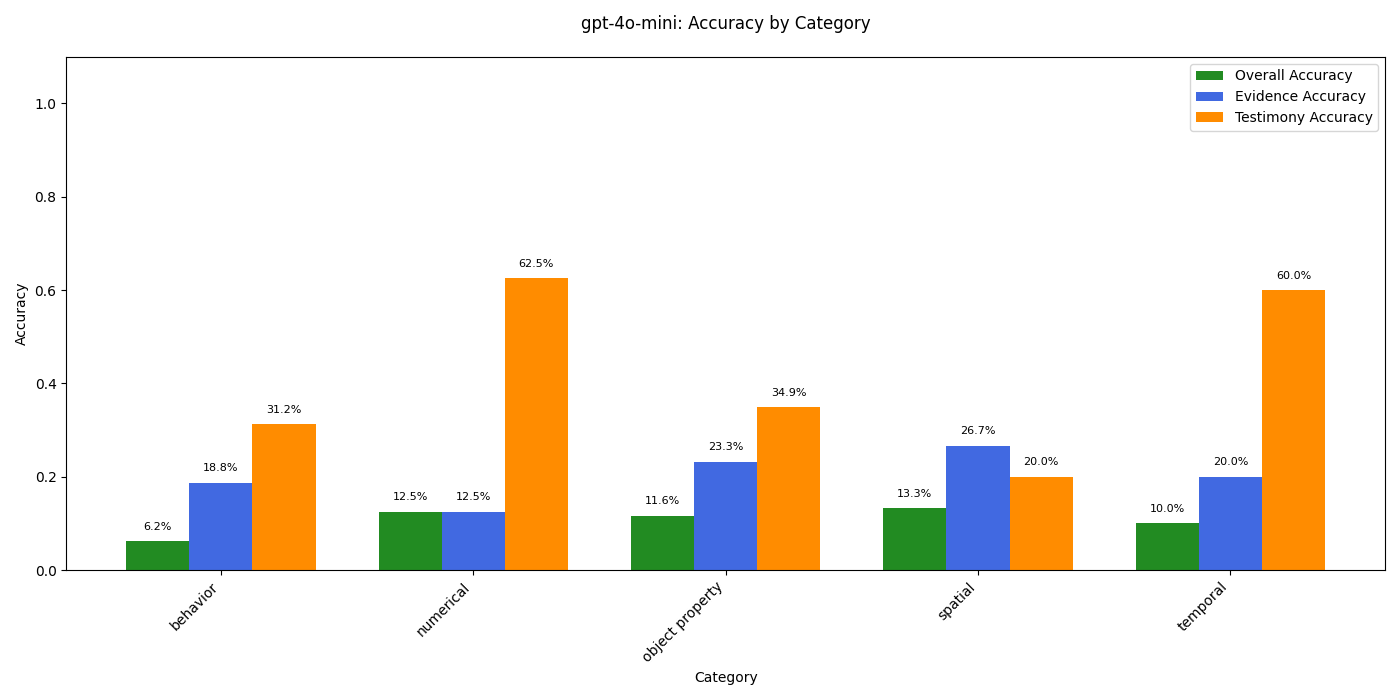 gpt-4o-mini: Accuracy by Category
Overall Accuracy
Evidence Accuracy
Testimony Accuracy
Accuracy
1.0
0.8
0.6
0.4
0.2
0.0
6.2%
18.8%
31.2%
12.5%
12.5%
62.5%
11.6%
23.3%
34.9%
13.3%
26.7%
20.0%
10.0%
20.0%
60.0%
behavior
numerical
object property
spatial
temporal
Category